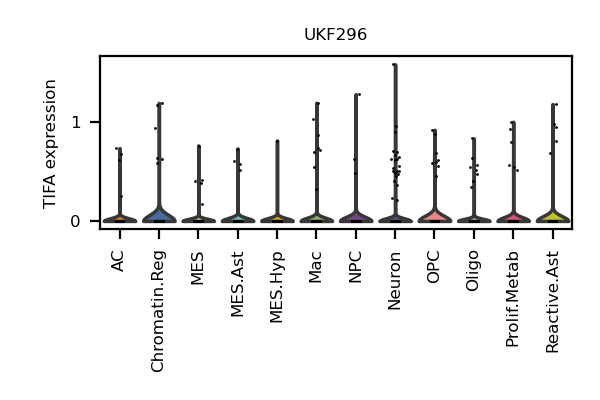 UKF296
TIFA expression
1
0
AC
Chromatin.Reg
MES
MES.Ast
MES.Hyp
Mac
NPC
Neuron
OPC
Oligo
Prolif.Metab
Reactive.Ast